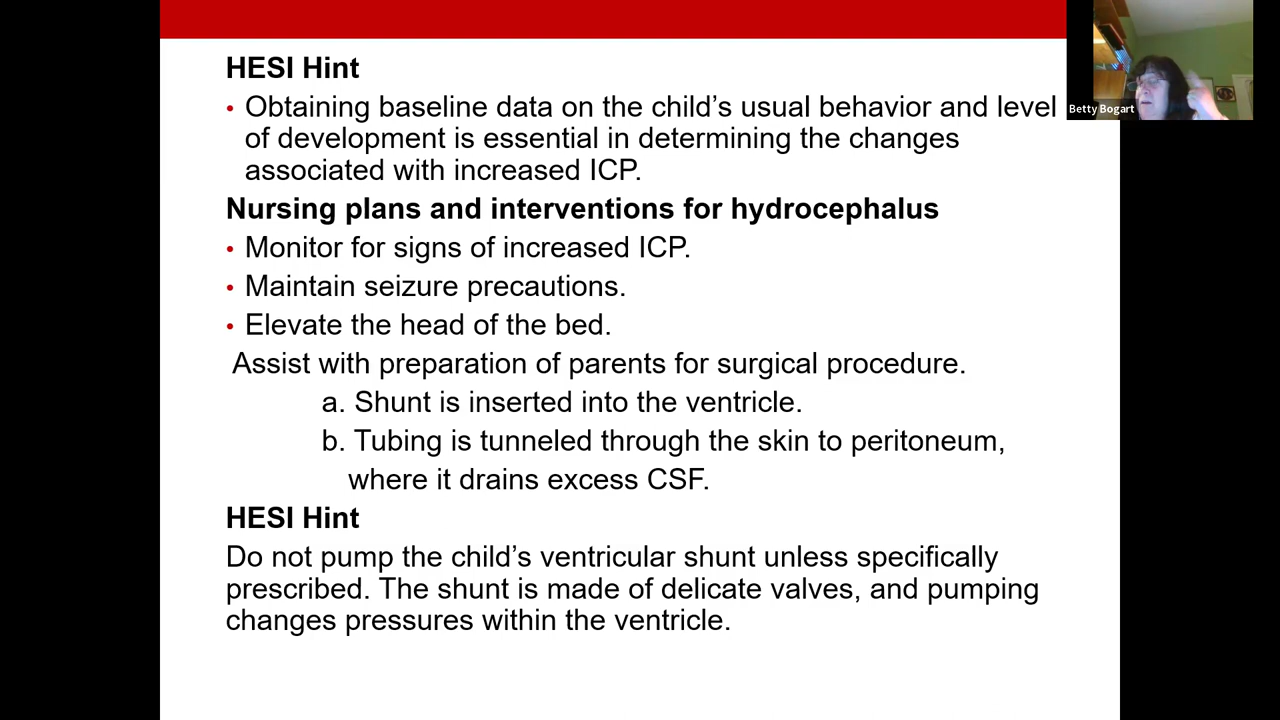 HESI Hint
• Obtaining baseline data on the child’s usual behavior and level
of development is essential in determining the changes
associated with increased ICP.
Nursing plans and interventions for hydrocephalus
• Monitor for signs of increased ICP.
• Maintain seizure precautions.
• Elevate the head of the bed.
Assist with preparation of parents for surgical procedure.
a. Shunt is inserted into the ventricle.
b. Tubing is tunneled through the skin to peritoneum,
where it drains excess CSF.
HESI Hint
Do not pump the child’s ventricular shunt unless specifically
prescribed. The shunt is made of delicate valves, and pumping
changes pressures within the ventricle.
Betty Bogart